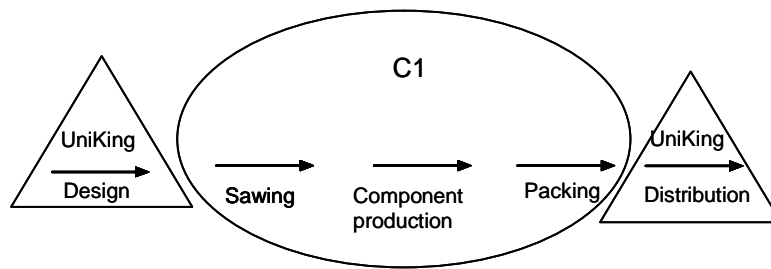 C1
UniKing
Design
Sawing
Component
production
Packing
UniKing
Distribution